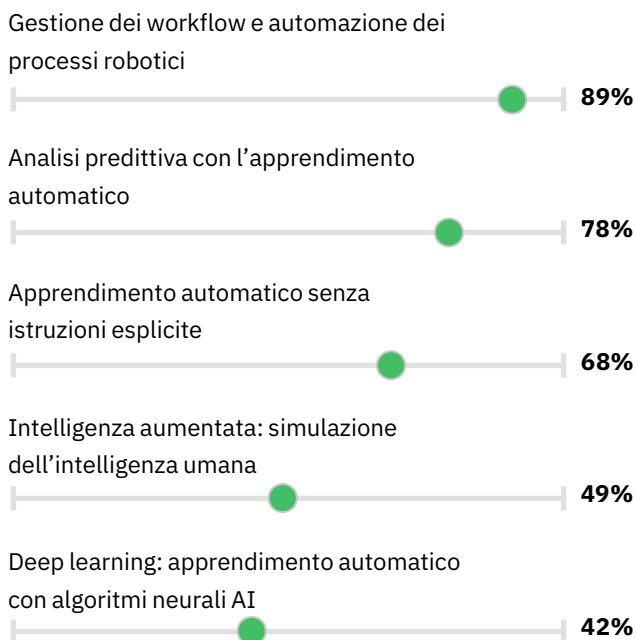 Gestione dei workflow e automazione dei
processi robotici
89%
Analisi predittiva con l’apprendimento
automatico
78%
Apprendimento automatico senza
istruzioni esplicite
68%
Intelligenza aumentata: simulazione
dell’intelligenza umana
49%
Deep learning: apprendimento automatico
con algoritmi neurali AI
42%